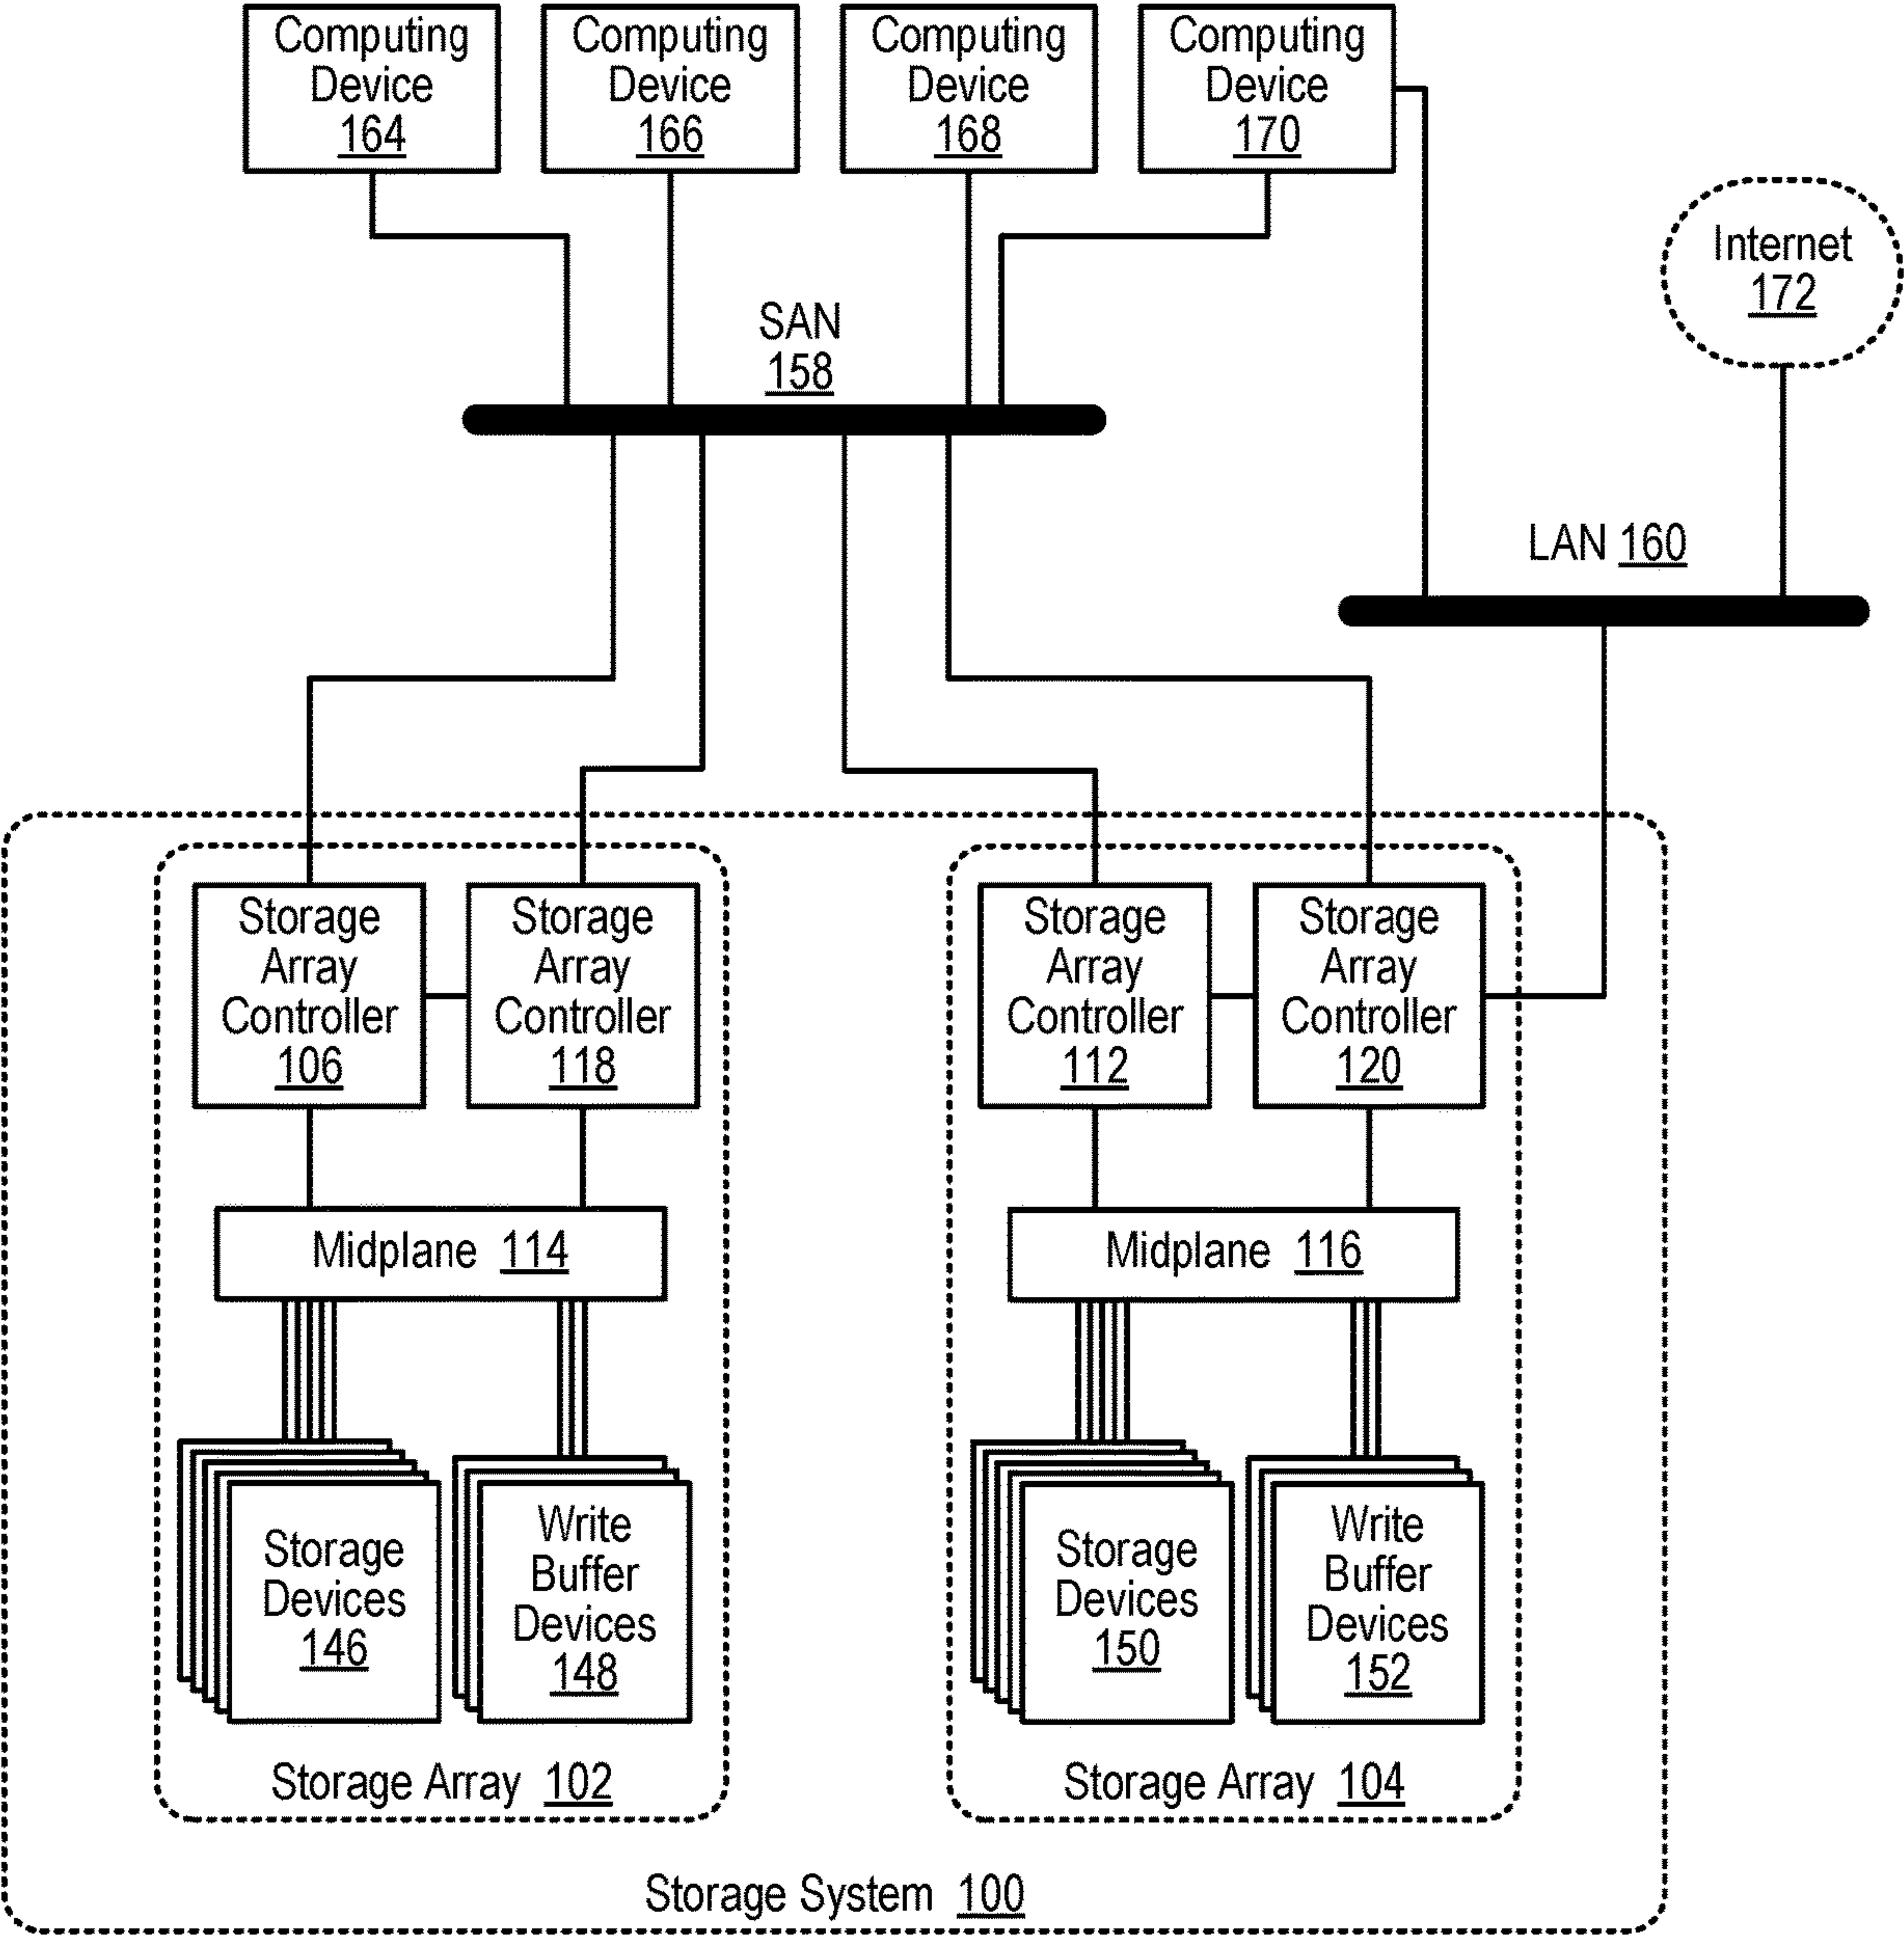 Computing
Device
164
Computing
Device
166
Computing
Device
168
Computing
Device
170
Internet
172
SAN
158
LAN 160
Storage
Array
Controller
106
Storage
Array
Controller
118
Storage
Array
Controller
112
Storage
Array
Controller
120
Midplane 114
Midplane 116
Storage
Devices
146
Write
Buffer
Devices
148
Storage
Devices
150
Write
Buffer
Devices
152
Storage Array 102
Storage Array 104
Storage System 100